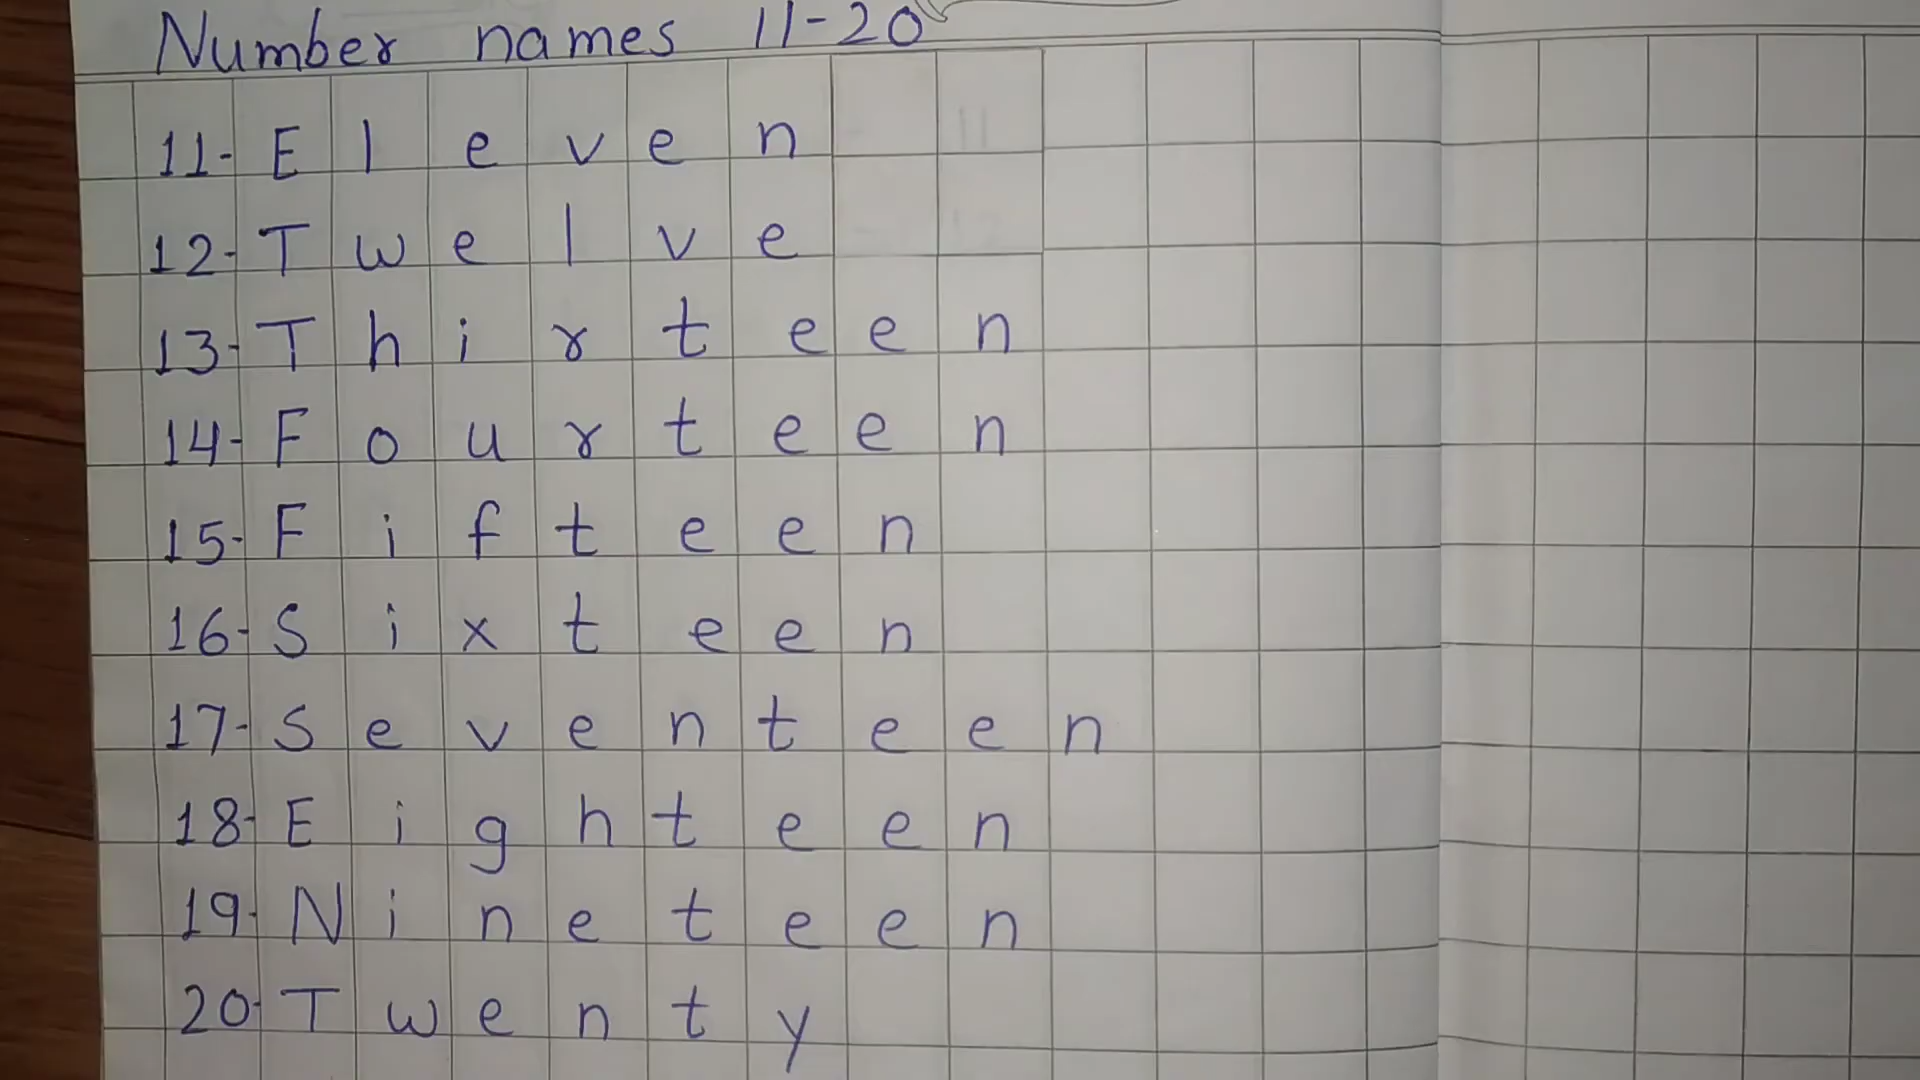 Number names 11-20
11- Eleven
12- Twelve
13- Thirteen
14- Fourteen
15- Fifteen
16- Sixteen
17- Seventeen
18- Eighteen
19- Nineteen
20- Twenty